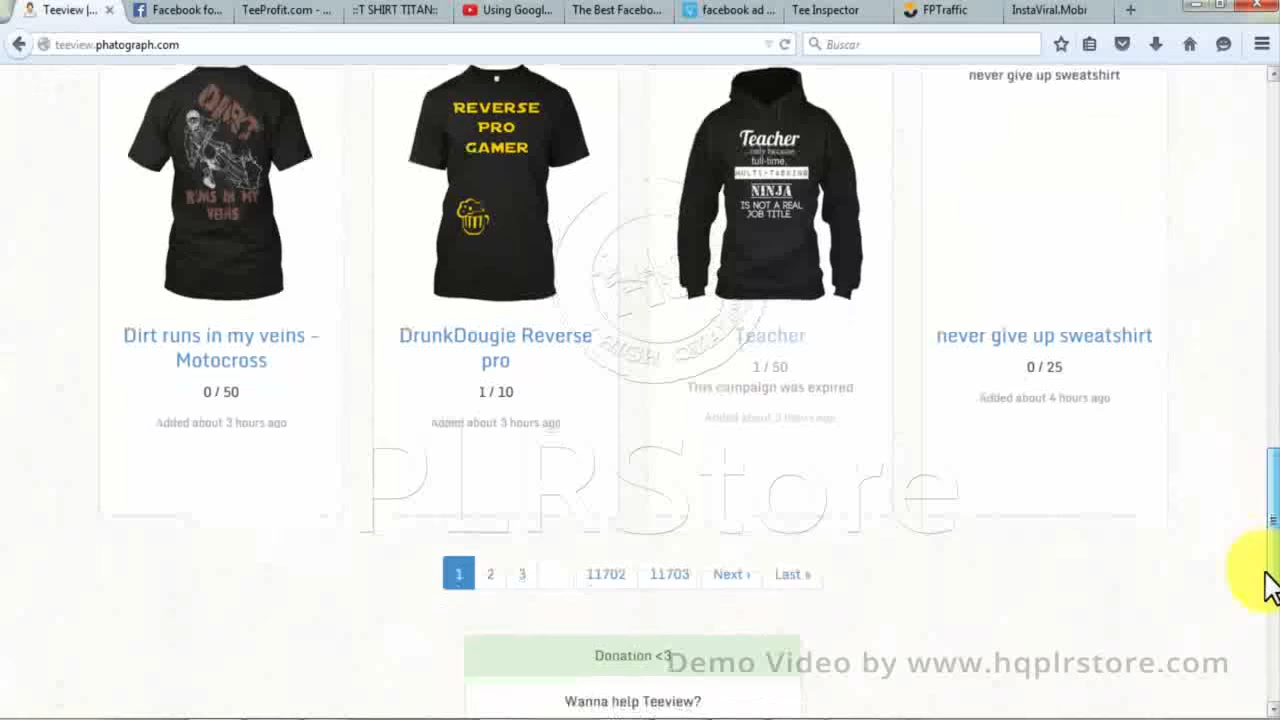 Teeview |...
Facebook fo...
TeeProfit.com - ...
::T SHIRT TITAN::
Using Googl...
The Best Facebo...
facebook ad ...
Tee Inspector
FPTraffic
InstaViral.Mobi
teeview.phatograph.com
Buscar
never give up sweatshirt
DIRT
RUNS IN MY
VEINS
REVERSE
PRO
GAMER
Teacher
...only because
full-time,
MULTI-TASKING
NINJA
IS NOT A REAL
JOB TITLE.
Dirt runs in my veins –
Motocross
0 / 50
Added about 3 hours ago
DrunkDougie Reverse
pro
1 / 10
Added about 3 hours ago
Teacher
1 / 50
This campaign was expired
Added about 3 hours ago
never give up sweatshirt
0 / 25
Added about 4 hours ago
PLRStore
1 2 3 11702 11703 Next › Last »
Donation <3
Demo Video by www.hqplrstore.com
Wanna help Teeview?